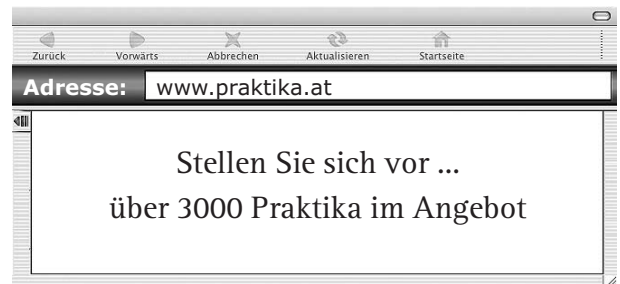 Zurück Vorwärts Abbrechen Aktualisieren Startseite
Adresse: www.praktika.at
Stellen Sie sich vor ...
über 3000 Praktika im Angebot